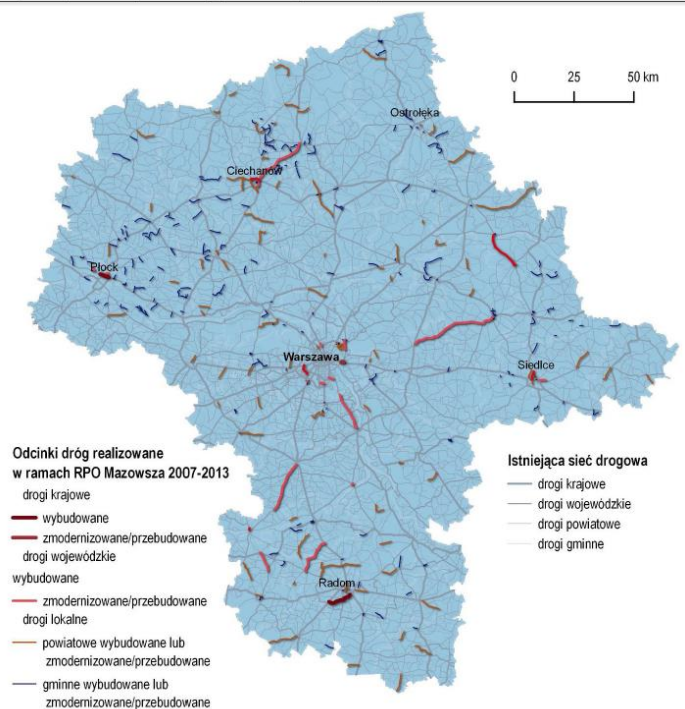 0 25 50 km
Ostrołęka
Ciechanów
Płock
Warszawa
Siedlce
Radom
Odcinki dróg realizowane
w ramach RPO Mazowsza 2007-2013
drogi krajowe
wybudowane
zmodernizowane/przebudowane
drogi wojewódzkie
wybudowane
zmodernizowane/przebudowane
drogi lokalne
powiatowe wybudowane lub
zmodernizowane/przebudowane
gminne wybudowane lub
zmodernizowane/przebudowane
Istniejąca sieć drogowa
drogi krajowe
drogi wojewódzkie
drogi powiatowe
drogi gminne